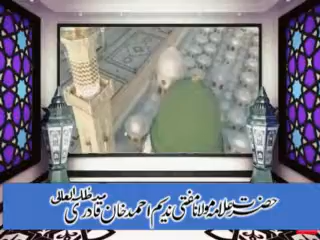 حضرت علامہ مولانا مفتی ندیم احمد خان قادری مدظلہ العالی